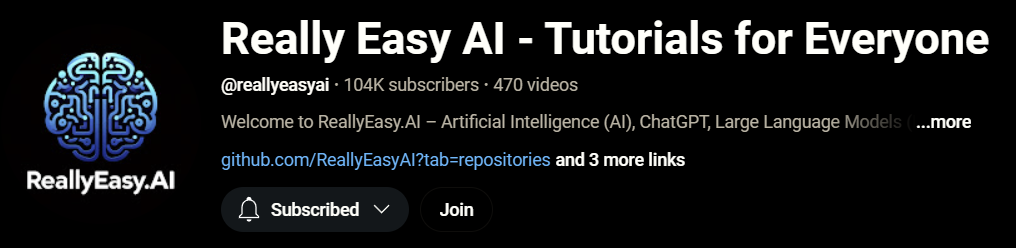 Really Easy AI - Tutorials for Everyone
@reallyeasyai · 104K subscribers · 470 videos
Welcome to ReallyEasy.AI – Artificial Intelligence (AI), ChatGPT, Large Language Models ( ...more
github.com/ReallyEasyAI?tab=repositories and 3 more links
ReallyEasy.AI
Subscribed
Join